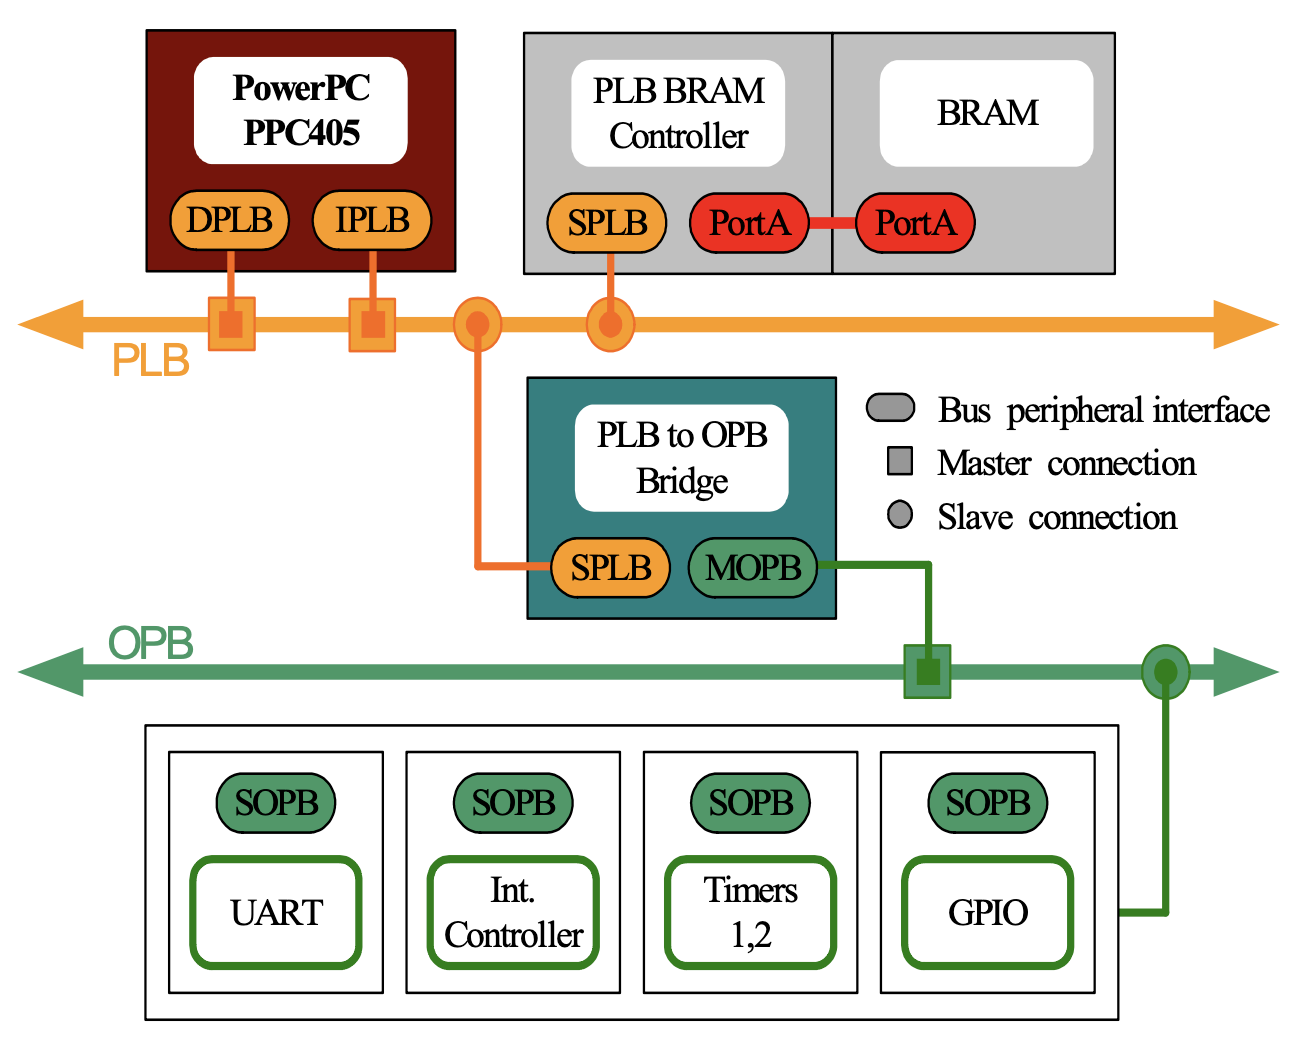 PowerPC
PPC405
DPLB
IPLB
PLB BRAM
Controller
SPLB
PortA
BRAM
PortA
PLB
PLB to OPB
Bridge
SPLB
MOPB
Bus peripheral interface
Master connection
Slave connection
OPB
SOPB
UART
SOPB
Int.
Controller
SOPB
Timers
1,2
SOPB
GPIO